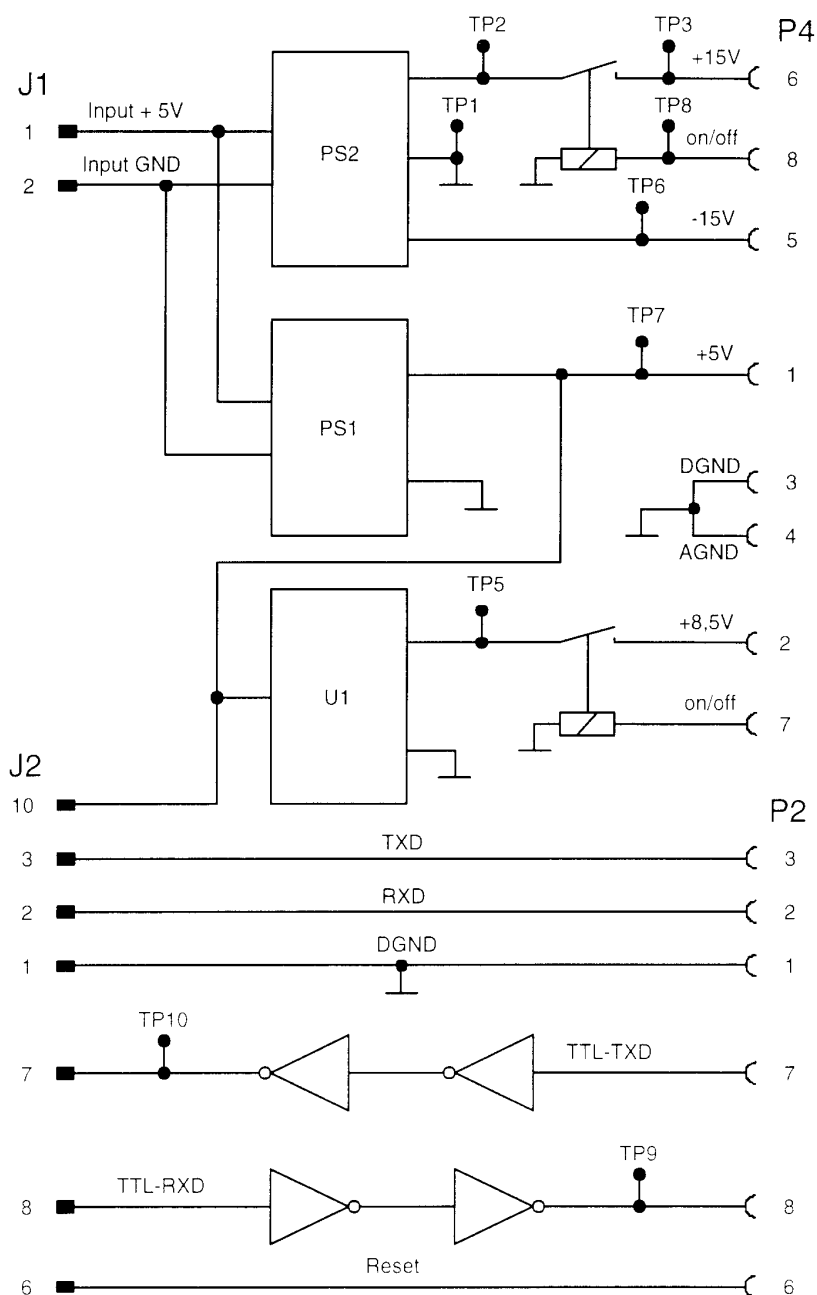 TP2 TP3 P4
+15V
6
J1
Input + 5V TP1 TP8
1 on/off
PS2 8
Input GND
2 TP6
-15V
5
TP7
+5V
1
PS1
DGND
3
4
AGND
TP5
+8,5V
2
U1 on/off
7
J2
10 P2
3 TXD 3
2 RXD 2
DGND
1 1
TP10
7 TTL-TXD 7
TP9
8 TTL-RXD 8
Reset
6 6